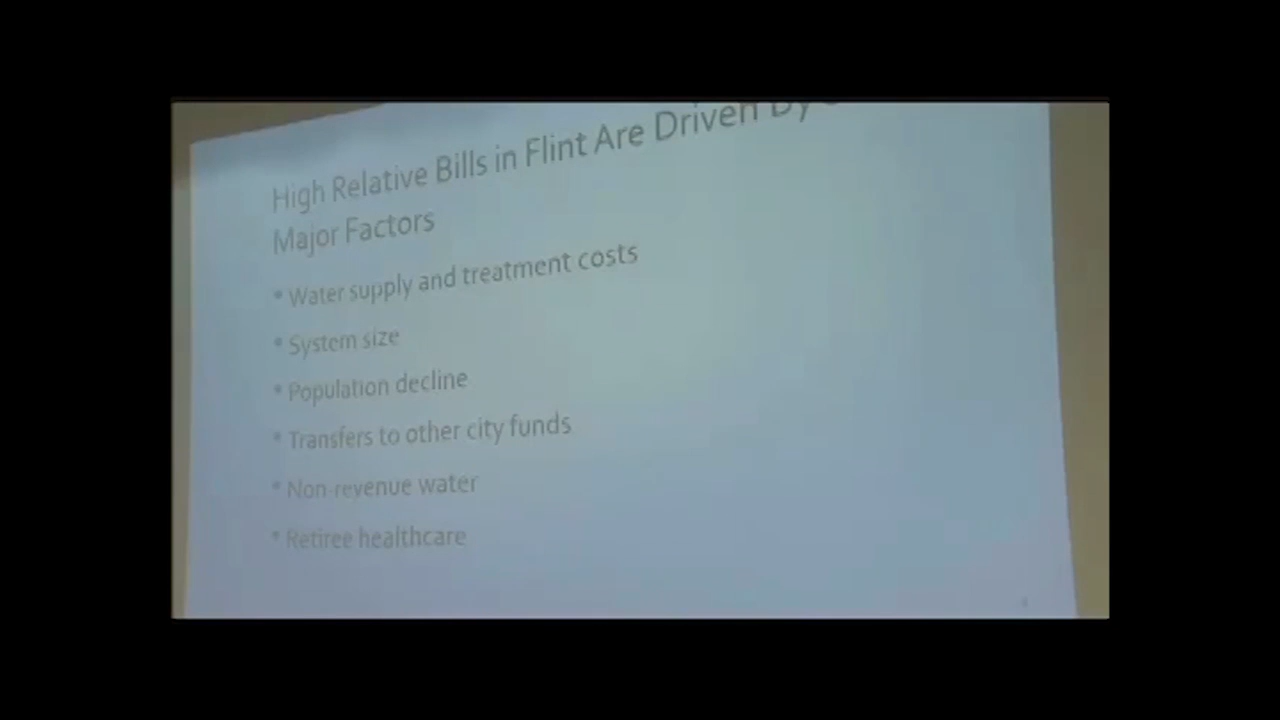 High Relative Bills in Flint Are Driven By
Major Factors
* Water supply and treatment costs
* System size
* Population decline
* Transfers to other city funds
* Non-revenue water
* Retiree healthcare